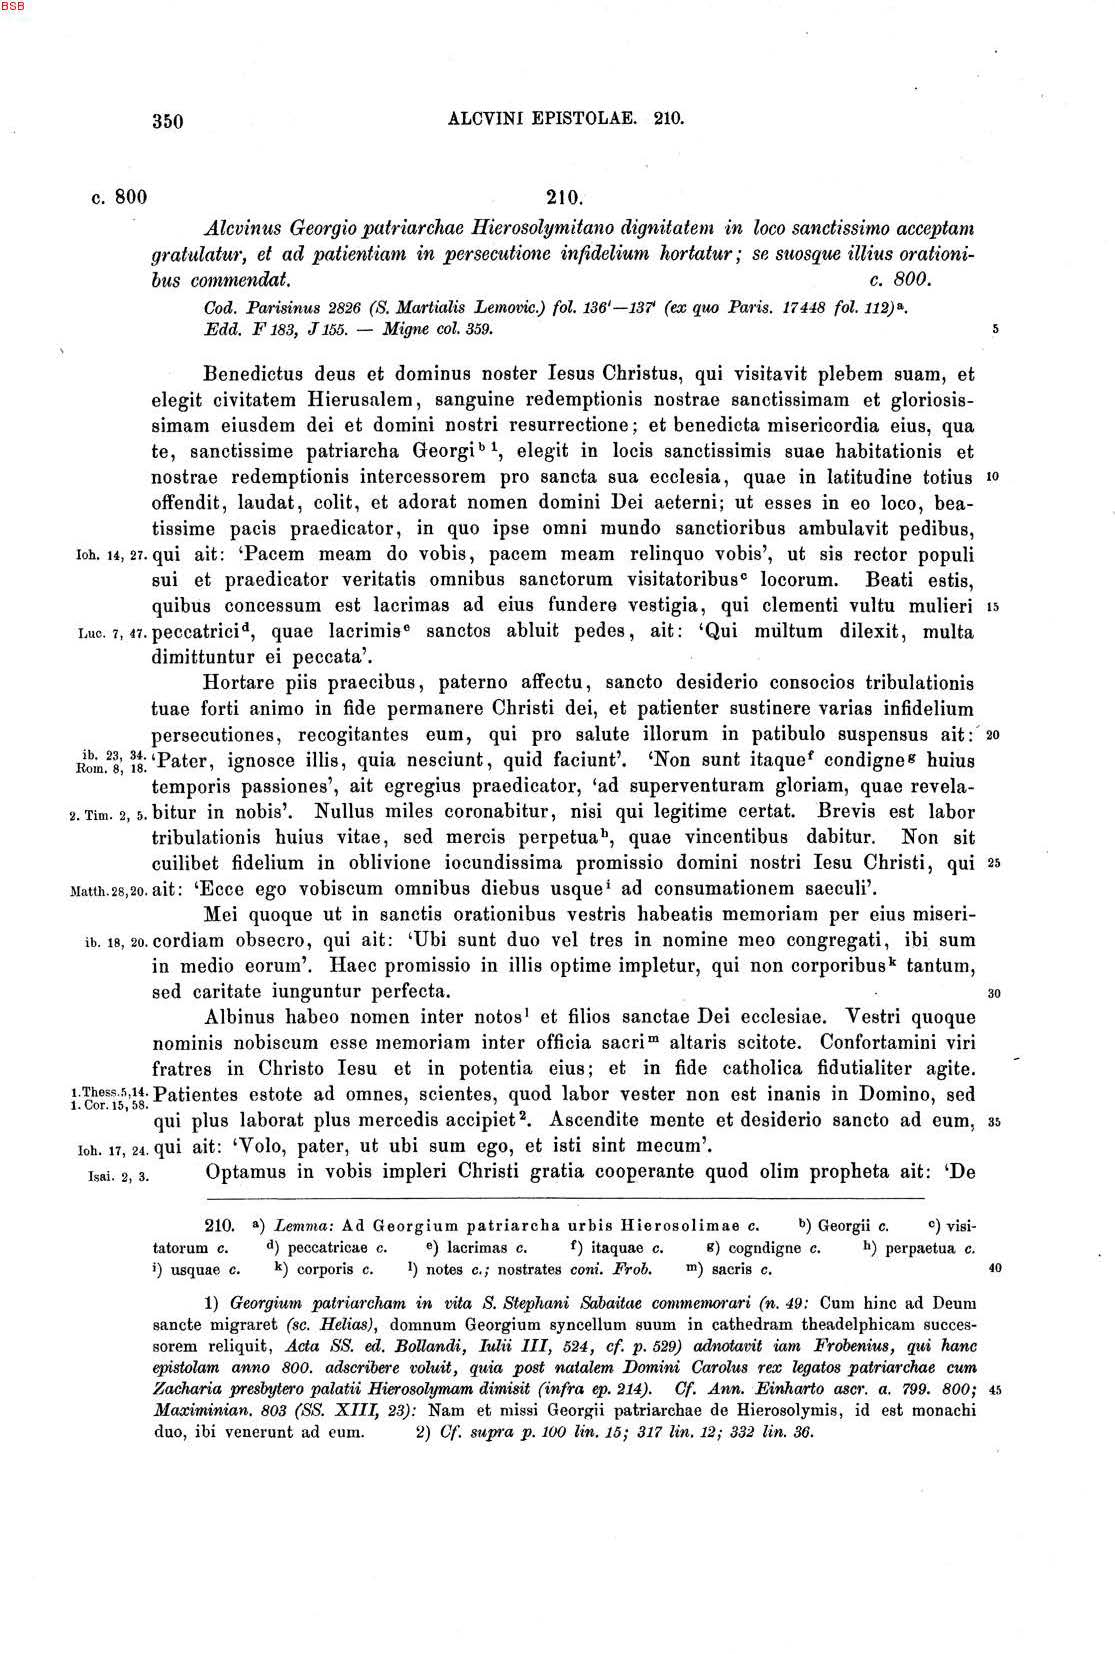 BSB
350 ALCVINI EPISTOLAE. 210.
c. 800 210.
Alcvinus Georgio patriarchae Hierosolymitano dignitatem in loco sanctissimo acceptam
gratulatur, et ad patientiam in persecutione infidelium hortatur; se suosque illius orationi-
bus commendat. c. 800.
Cod. Parisinus 2826 (S. Martialis Lemovic.) fol. 136'—137' (ex quo Paris. 17448 fol. 112)a.
Edd. F 183, J 155. — Migne col. 359. 5
Benedictus deus et dominus noster Iesus Christus, qui visitavit plebem suam, et
elegit civitatem Hierusalem, sanguine redemptionis nostrae sanctissimam et gloriosis-
simam eiusdem dei et domini nostri resurrectione; et benedicta misericordia eius, qua
te, sanctissime patriarcha Georgi b 1, elegit in locis sanctissimis suae habitationis et
nostrae redemptionis intercessorem pro sancta sua ecclesia, quae in latitudine totius 10
offendit, laudat, colit, et adorat nomen domini Dei aeterni; ut esses in eo loco, bea-
tissime pacis praedicator, in quo ipse omni mundo sanctioribus ambulavit pedibus,
Ioh. 14, 27. qui ait: ‘Pacem meam do vobis, pacem meam relinquo vobis’, ut sis rector populi
sui et praedicator veritatis omnibus sanctorum visitatoribus c locorum. Beati estis,
quibus concessum est lacrimas ad eius fundere vestigia, qui clementi vultu mulieri 15
Luc. 7, 47. peccatrici d, quae lacrimis e sanctos abluit pedes, ait: ‘Qui multum dilexit, multa
dimittuntur ei peccata’.
Hortare piis praecibus, paterno affectu, sancto desiderio consocios tribulationis
tuae forti animo in fide permanere Christi dei, et patienter sustinere varias infidelium
persecutiones, recogitantes eum, qui pro salute illorum in patibulo suspensus ait: 20
ib. 23, 34. Rom. 8, 18. ‘Pater, ignosce illis, quia nesciunt, quid faciunt’. ‘Non sunt itaque f condigne g huius
temporis passiones’, ait egregius praedicator, ‘ad superventuram gloriam, quae revela-
2. Tim. 2, 5. bitur in nobis’. Nullus miles coronabitur, nisi qui legitime certat. Brevis est labor
tribulationis huius vitae, sed mercis perpetua h, quae vincentibus dabitur. Non sit
cuilibet fidelium in oblivione iocundissima promissio domini nostri Iesu Christi, qui 25
Matth. 28, 20. ait: ‘Ecce ego vobiscum omnibus diebus usque i ad consumationem saeculi’.
Mei quoque ut in sanctis orationibus vestris habeatis memoriam per eius miseri-
ib. 18, 20. cordiam obsecro, qui ait: ‘Ubi sunt duo vel tres in nomine meo congregati, ibi sum
in medio eorum’. Haec promissio in illis optime impletur, qui non corporibus k tantum,
sed caritate iunguntur perfecta. 30
Albinus habeo nomen inter notos l et filios sanctae Dei ecclesiae. Vestri quoque
nominis nobiscum esse memoriam inter officia sacri m altaris scitote. Confortamini viri
fratres in Christo Iesu et in potentia eius; et in fide catholica fidutialiter agite.
1. Thess. 5, 14. 1. Cor. 15, 58. Patientes estote ad omnes, scientes, quod labor vester non est inanis in Domino, sed
qui plus laborat plus mercedis accipiet 2. Ascendite mente et desiderio sancto ad eum, 35
Ioh. 17, 24. qui ait: ‘Volo, pater, ut ubi sum ego, et isti sint mecum’.
Isai. 2, 3. Optamus in vobis impleri Christi gratia cooperante quod olim propheta ait: ‘De
210. a) Lemma: Ad Georgium patriarcha urbis Hierosolimae c. b) Georgii c. c) visi-
tatorum c. d) peccatricae c. e) lacrimas c. f) itaquae c. g) cogndigne c. h) perpaetua c.
i) usquae c. k) corporis c. l) notes c.; nostrates coni. Frob. m) sacris c. 40
1) Georgium patriarcham in vita S. Stephani Sabaitae commemorari (n. 49: Cum hinc ad Deum
sancte migraret (sc. Helias), domnum Georgium syncellum suum in cathedram theadelphicam succes-
sorem reliquit, Acta SS. ed. Bollandi, Iulii III, 524, cf. p. 529) adnotavit iam Frobenius, qui hanc
epistolam anno 800. adscribere voluit, quia post natalem Domini Carolus rex legatos patriarchae cum
Zacharia presbytero palatii Hierosolymam dimisit (infra ep. 214). Cf. Ann. Einharto ascr. a. 799. 800; 45
Maximinian. 803 (SS. XIII, 23): Nam et missi Georgii patriarchae de Hierosolymis, id est monachi
duo, ibi venerunt ad eum. 2) Cf. supra p. 100 lin. 15; 317 lin. 12; 332 lin. 36.